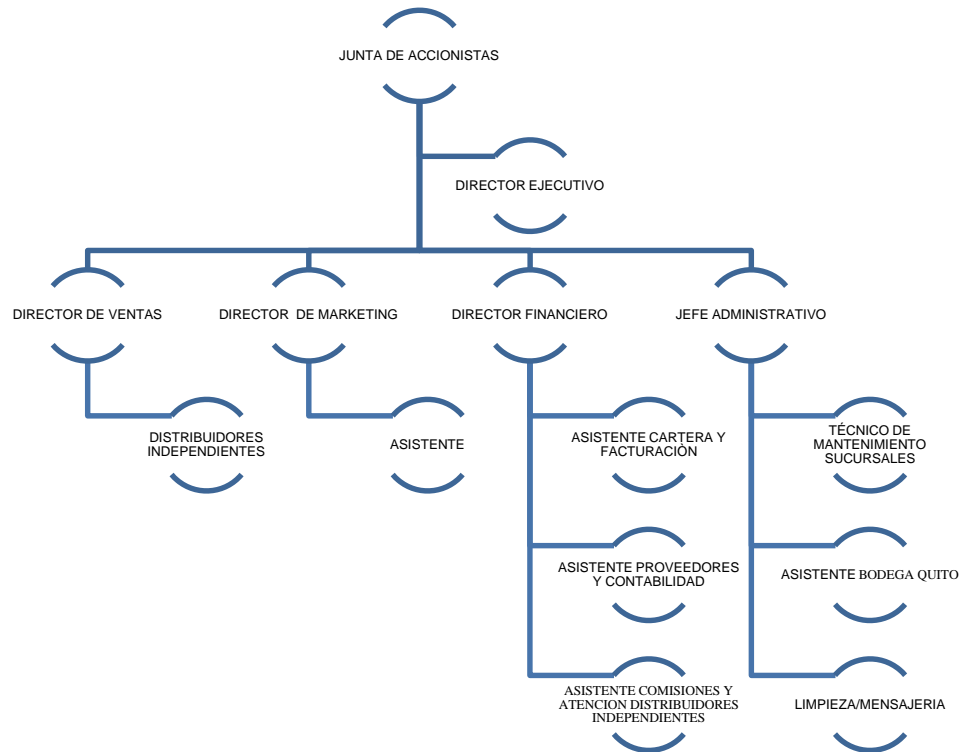 JUNTA DE ACCIONISTAS
DIRECTOR EJECUTIVO
DIRECTOR DE VENTAS
DIRECTOR DE MARKETING
DIRECTOR FINANCIERO
JEFE ADMINISTRATIVO
DISTRIBUIDORES
INDEPENDIENTES
ASISTENTE
ASISTENTE CARTERA Y
FACTURACIÒN
TÉCNICO DE
MANTENIMIENTO
SUCURSALES
ASISTENTE PROVEEDORES
Y CONTABILIDAD
ASISTENTE BODEGA QUITO
ASISTENTE COMISIONES Y
ATENCION DISTRIBUIDORES
INDEPENDIENTES
LIMPIEZA/MENSAJERIA